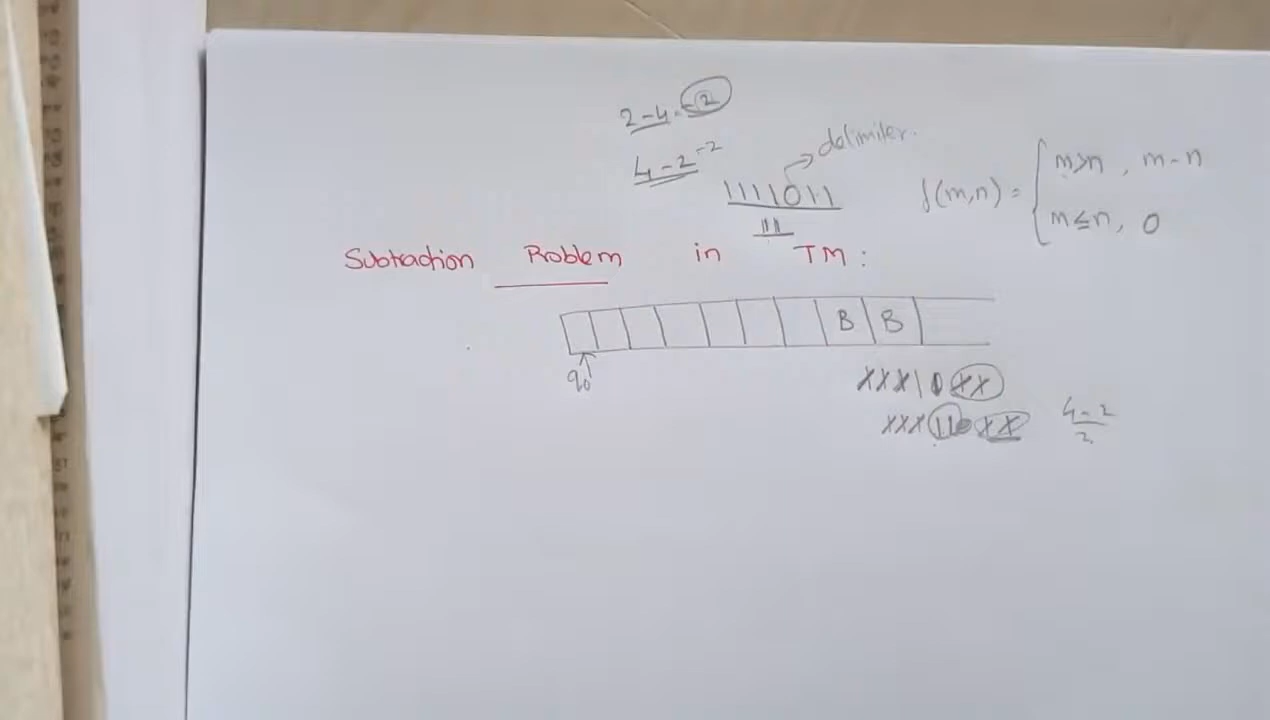 2-4 = -2
4-2 = 2
delimiter.
1111011
11
f(m,n) = { m>n , m-n
m≤n, 0
Subtraction Problem in TM:
B B
q0
XXX10XX
XXX110XX
4-2
2